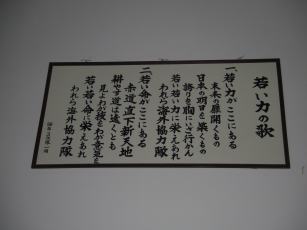 若い力の歌
一、若い力がここにある
未来の扉開くもの
日本の明日を築くもの
誇りを胸にいざ行かん
若い若い力に栄えあれ
われら海外協力隊
二、若い命がここにある
赤道直下新天地
耕やす道は遠くとも
見よわが技をわが意気を
若い若い命に栄えあれ
われら海外協力隊